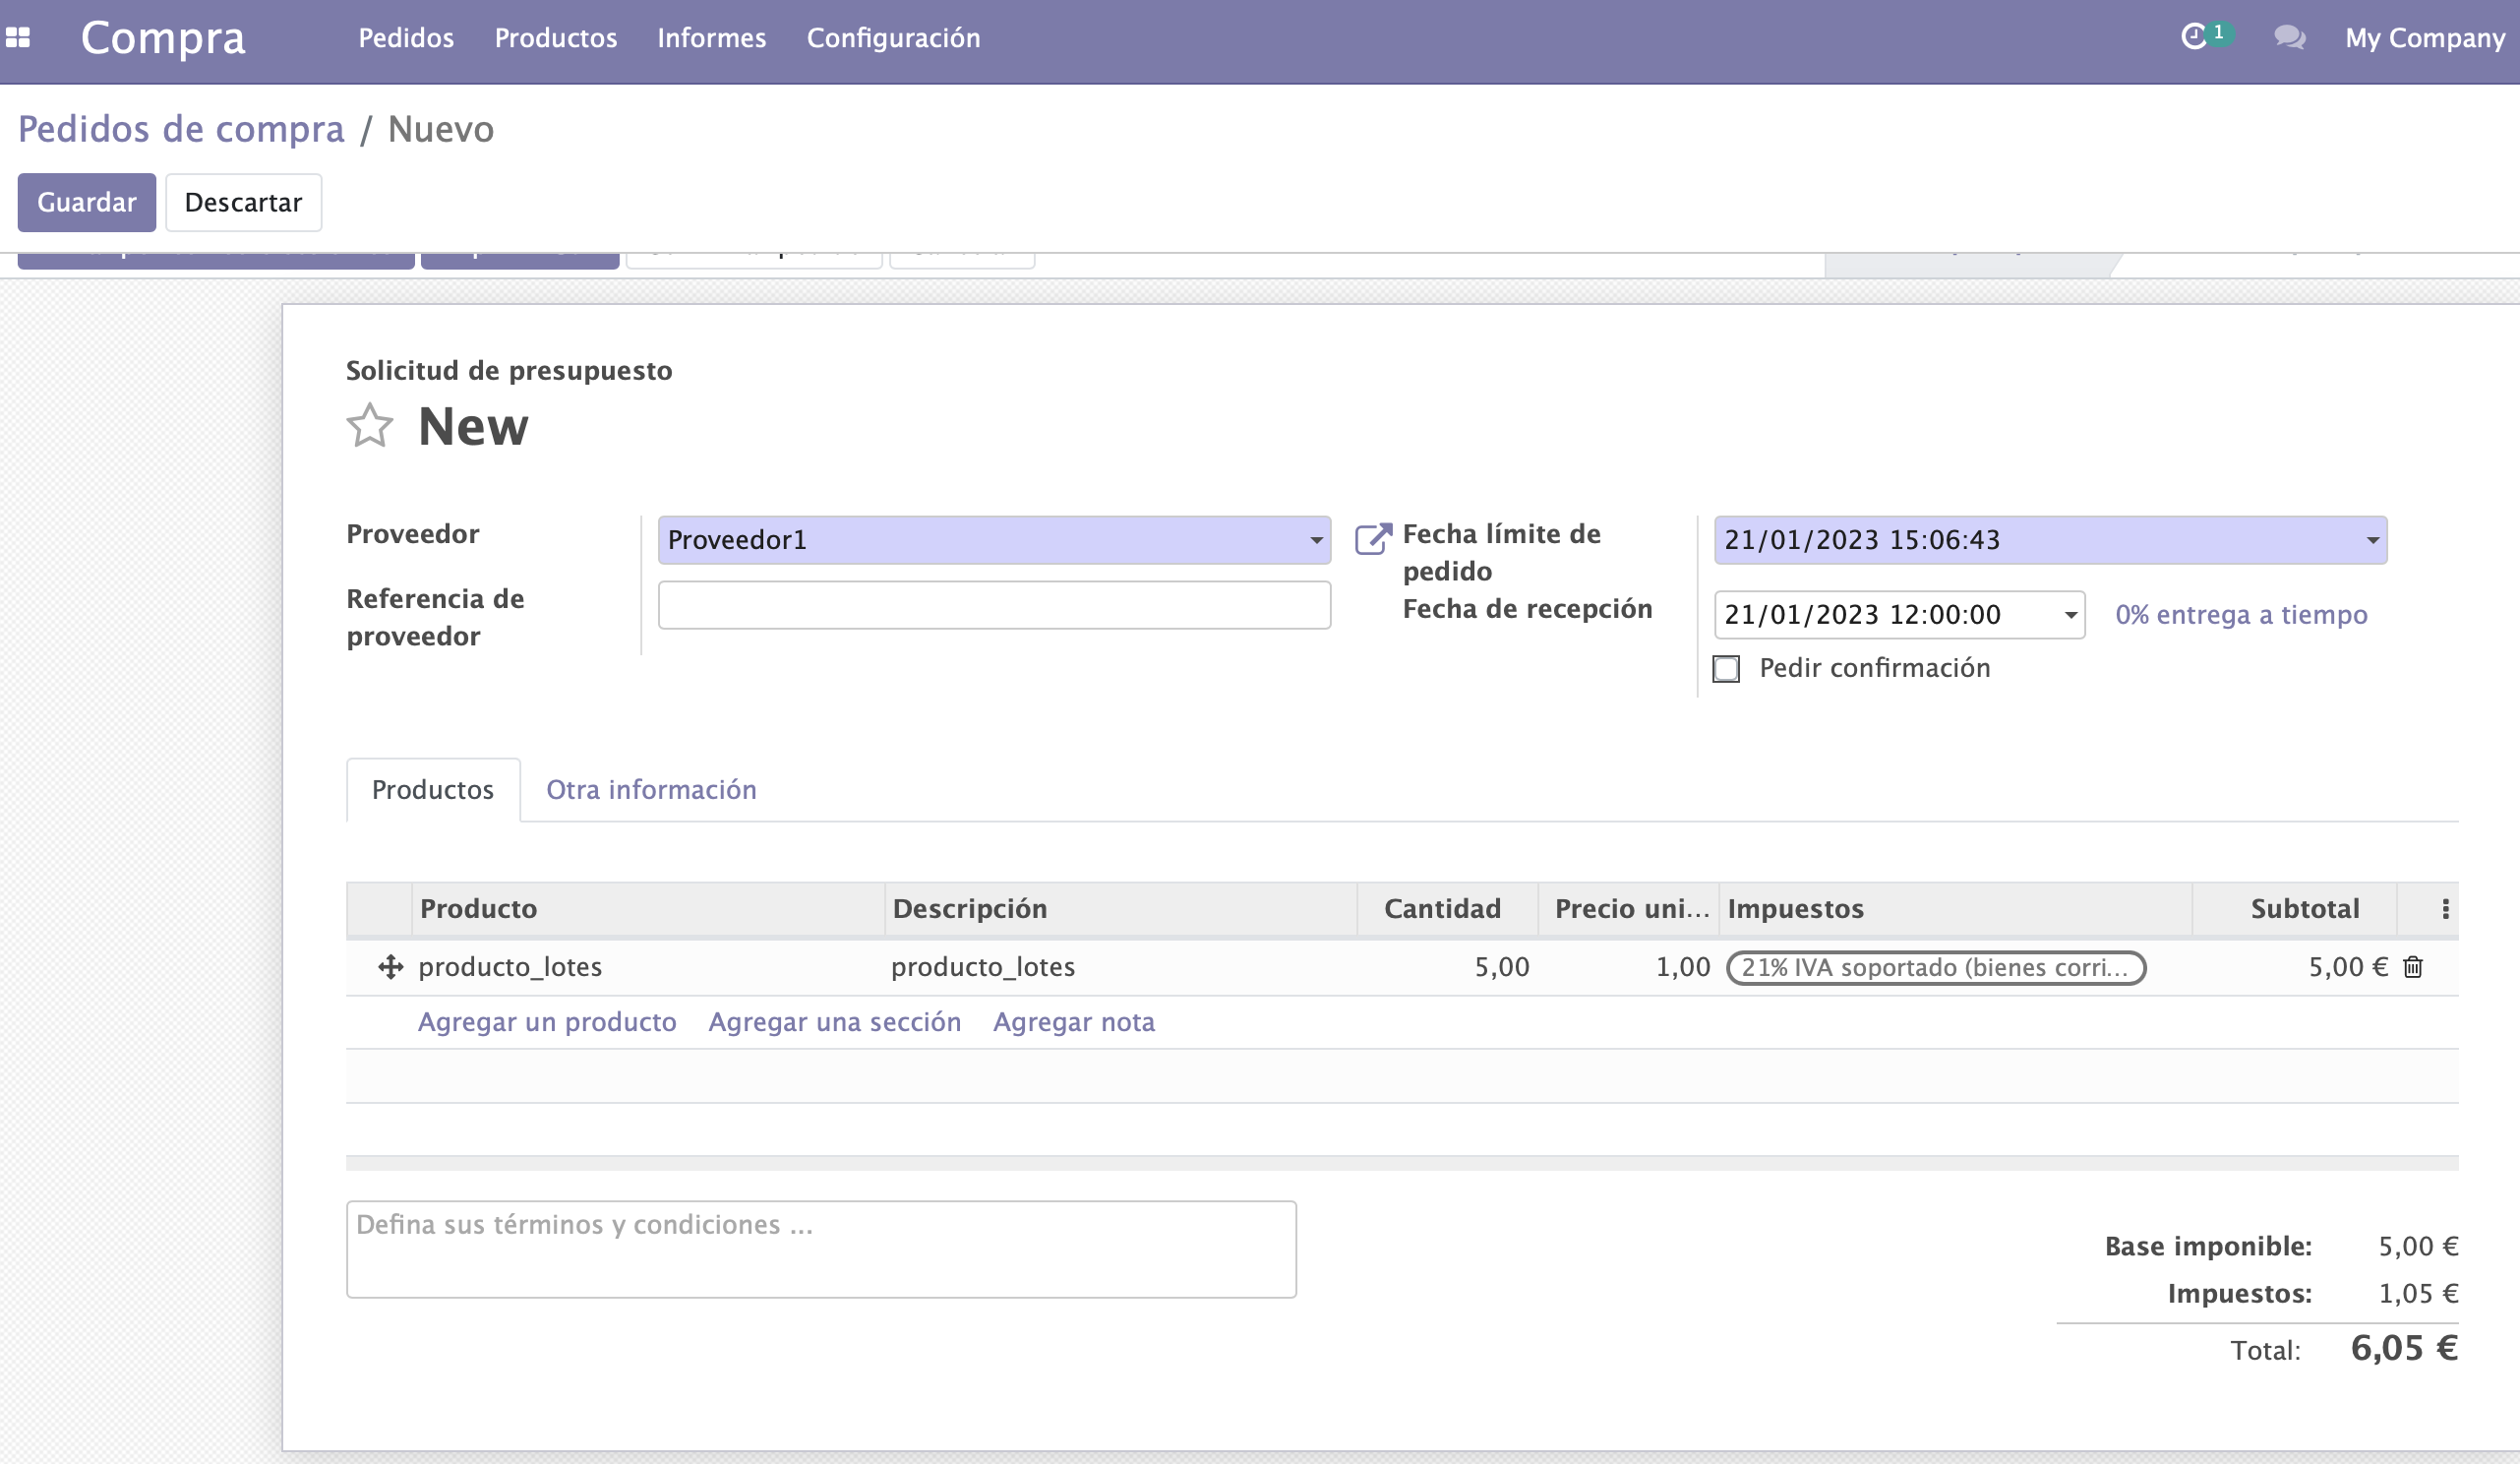 Compra Pedidos Productos Informes Configuración 1 My Company
Pedidos de compra / Nuevo
Guardar Descartar
Solicitud de presupuesto
New
Proveedor Proveedor1 Fecha límite de pedido 21/01/2023 15:06:43
Referencia de proveedor Fecha de recepción 21/01/2023 12:00:00 0% entrega a tiempo
Pedir confirmación
Productos Otra información
Producto Descripción Cantidad Precio uni... Impuestos Subtotal
producto_lotes producto_lotes 5,00 1,00 21% IVA soportado (bienes corri... 5,00 €
Agregar un producto Agregar una sección Agregar nota
Defina sus términos y condiciones ...
Base imponible: 5,00 €
Impuestos: 1,05 €
Total: 6,05 €